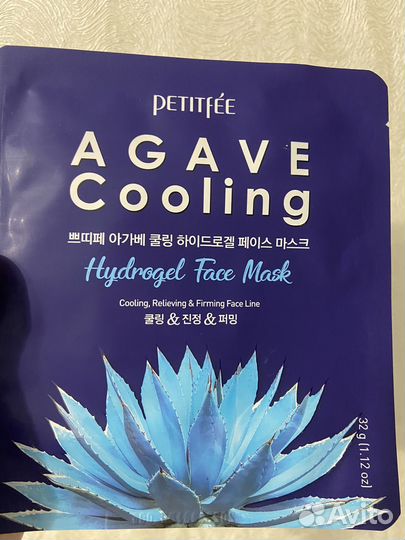 PETITFÉE
AGAVE
Cooling
쁘띠페 아가베 쿨링 하이드로겔 페이스 마스크
Hydrogel Face Mask
Cooling, Relieving & Firming Face Line
쿨링 & 진정 & 퍼밍
32 g (1.12 oz)
Avito